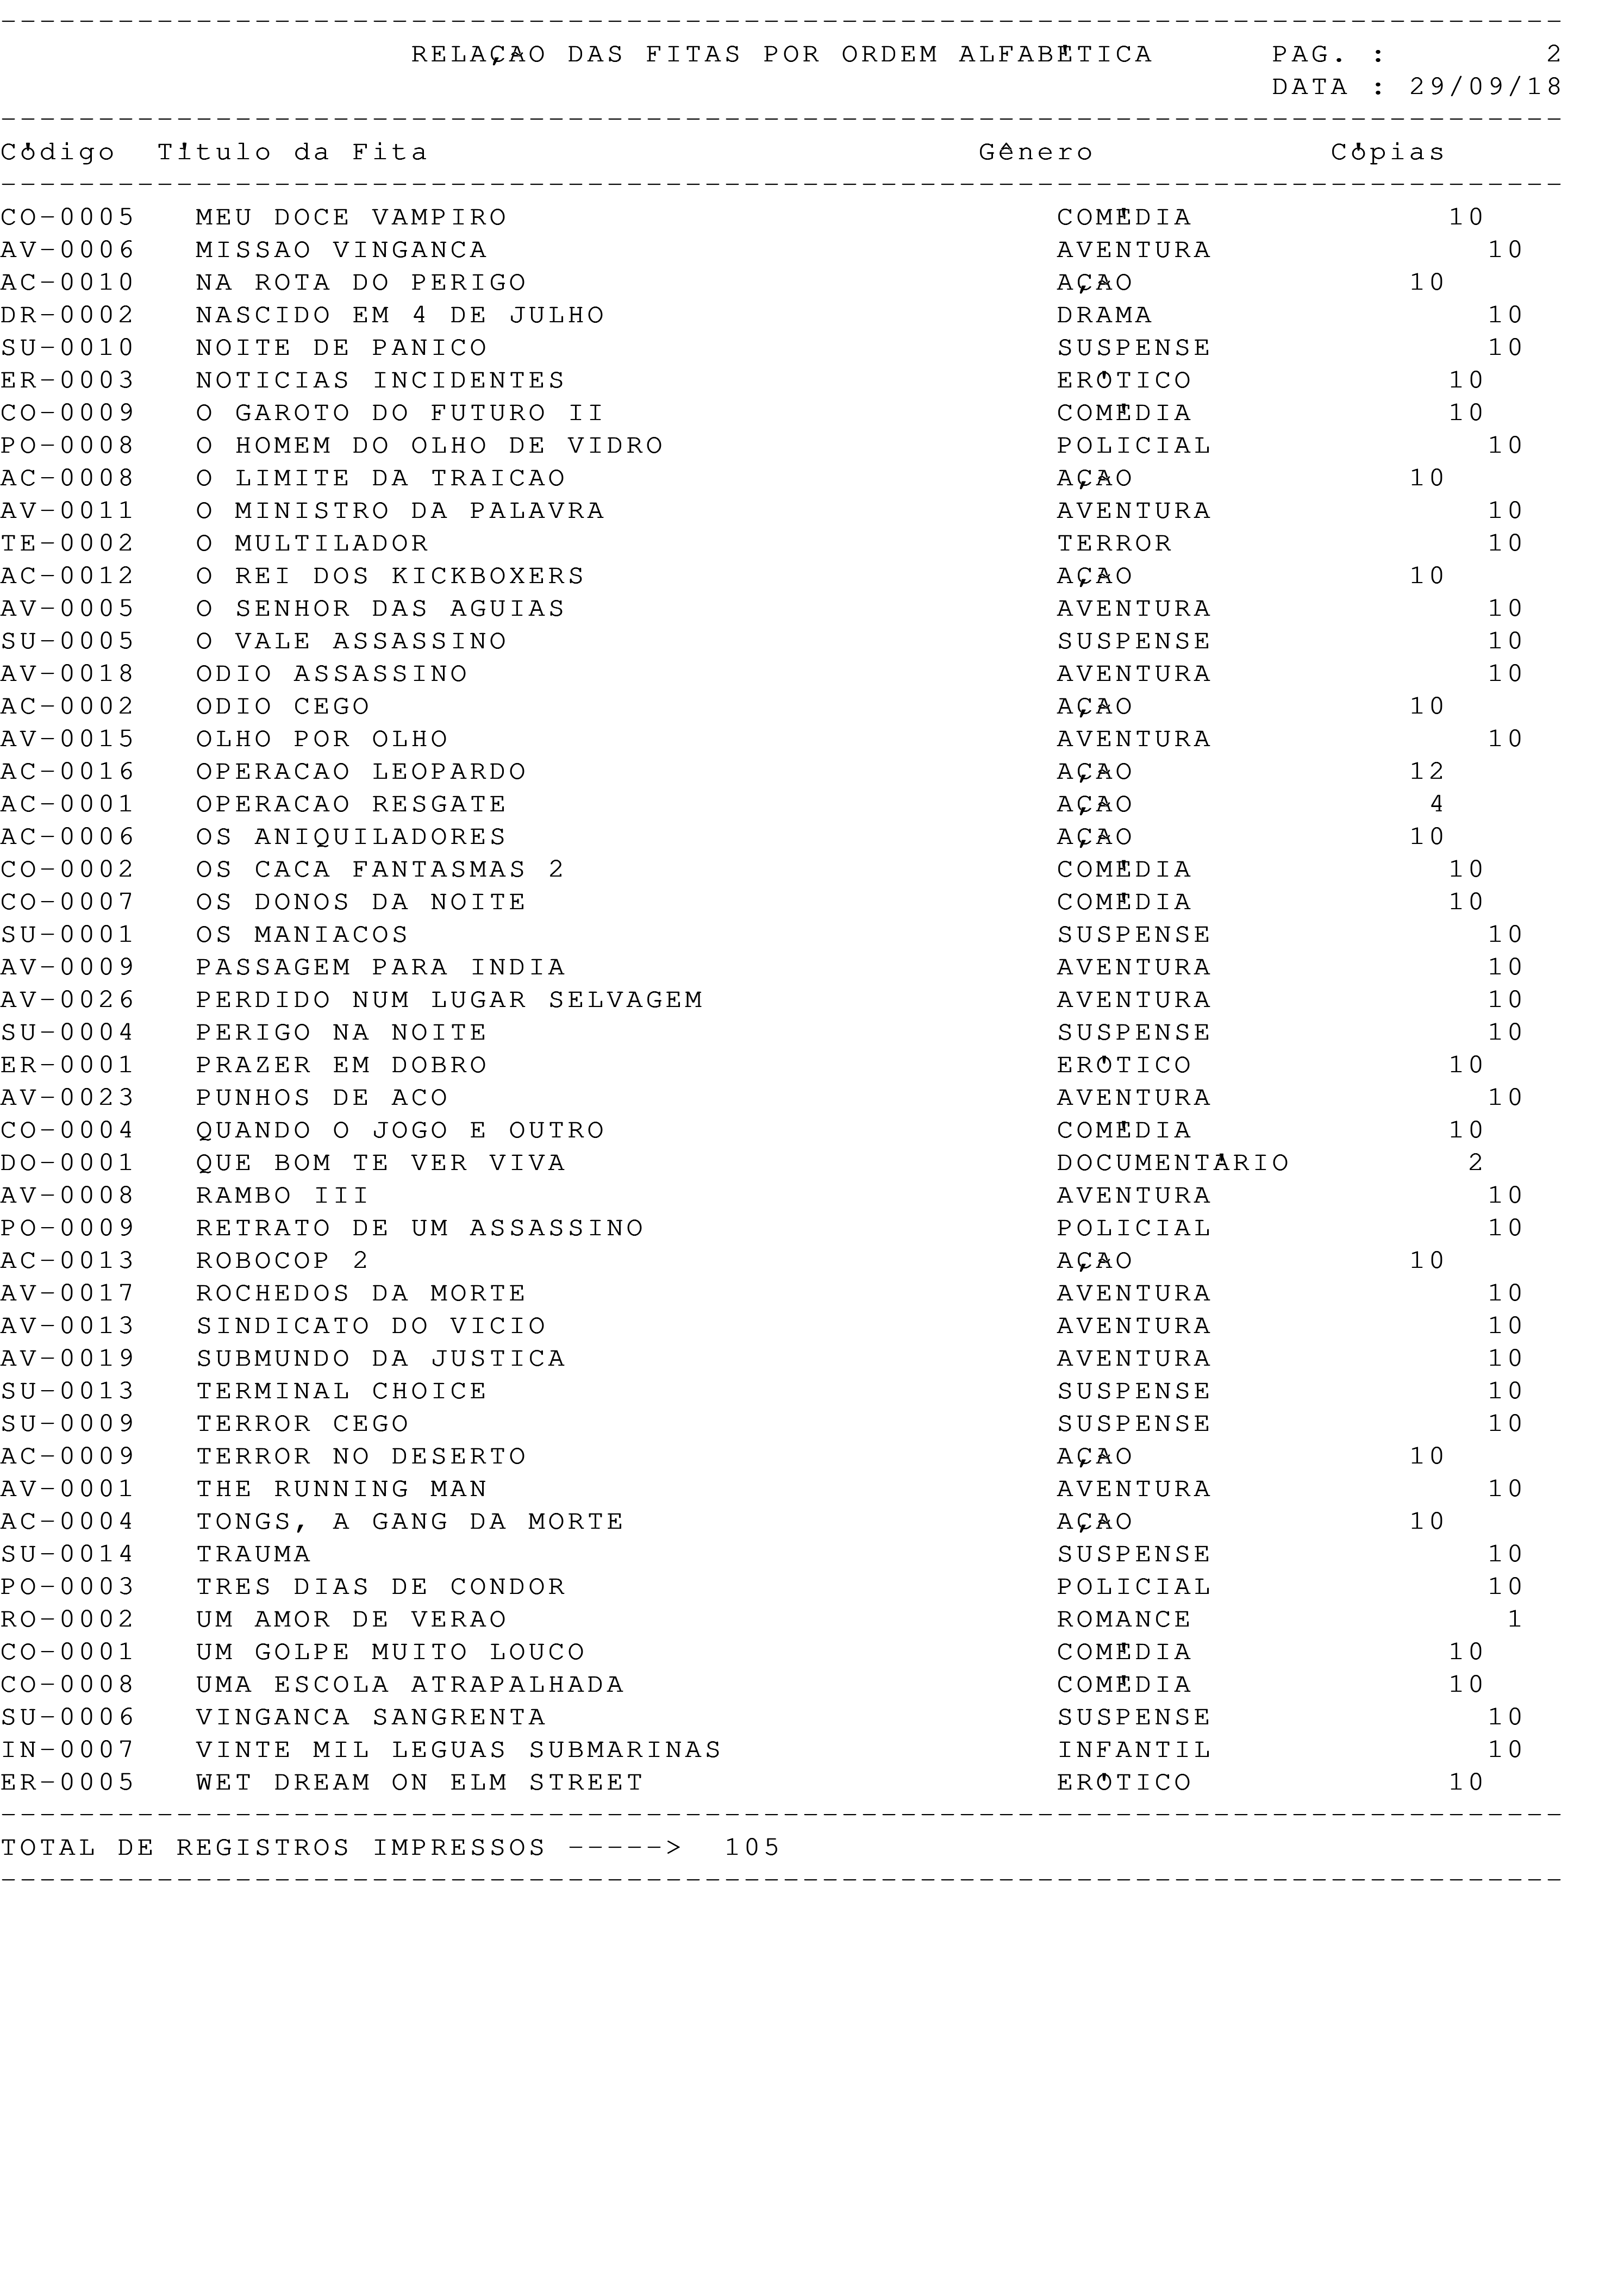 --------------------------------------------------------------------------------
RELAÇÃO DAS FITAS POR ORDEM ALFABÉTICA PAG. : 2
DATA : 29/09/18
--------------------------------------------------------------------------------
Código Título da Fita Gênero Cópias
--------------------------------------------------------------------------------
CO-0005 MEU DOCE VAMPIRO COMÉDIA 10
AV-0006 MISSAO VINGANCA AVENTURA 10
AC-0010 NA ROTA DO PERIGO AÇÃO 10
DR-0002 NASCIDO EM 4 DE JULHO DRAMA 10
SU-0010 NOITE DE PANICO SUSPENSE 10
ER-0003 NOTICIAS INCIDENTES ERÓTICO 10
CO-0009 O GAROTO DO FUTURO II COMÉDIA 10
PO-0008 O HOMEM DO OLHO DE VIDRO POLICIAL 10
AC-0008 O LIMITE DA TRAICAO AÇÃO 10
AV-0011 O MINISTRO DA PALAVRA AVENTURA 10
TE-0002 O MULTILADOR TERROR 10
AC-0012 O REI DOS KICKBOXERS AÇÃO 10
AV-0005 O SENHOR DAS AGUIAS AVENTURA 10
SU-0005 O VALE ASSASSINO SUSPENSE 10
AV-0018 ODIO ASSASSINO AVENTURA 10
AC-0002 ODIO CEGO AÇÃO 10
AV-0015 OLHO POR OLHO AVENTURA 10
AC-0016 OPERACAO LEOPARDO AÇÃO 12
AC-0001 OPERACAO RESGATE AÇÃO 4
AC-0006 OS ANIQUILADORES AÇÃO 10
CO-0002 OS CACA FANTASMAS 2 COMÉDIA 10
CO-0007 OS DONOS DA NOITE COMÉDIA 10
SU-0001 OS MANIACOS SUSPENSE 10
AV-0009 PASSAGEM PARA INDIA AVENTURA 10
AV-0026 PERDIDO NUM LUGAR SELVAGEM AVENTURA 10
SU-0004 PERIGO NA NOITE SUSPENSE 10
ER-0001 PRAZER EM DOBRO ERÓTICO 10
AV-0023 PUNHOS DE ACO AVENTURA 10
CO-0004 QUANDO O JOGO E OUTRO COMÉDIA 10
DO-0001 QUE BOM TE VER VIVA DOCUMENTÁRIO 2
AV-0008 RAMBO III AVENTURA 10
PO-0009 RETRATO DE UM ASSASSINO POLICIAL 10
AC-0013 ROBOCOP 2 AÇÃO 10
AV-0017 ROCHEDOS DA MORTE AVENTURA 10
AV-0013 SINDICATO DO VICIO AVENTURA 10
AV-0019 SUBMUNDO DA JUSTICA AVENTURA 10
SU-0013 TERMINAL CHOICE SUSPENSE 10
SU-0009 TERROR CEGO SUSPENSE 10
AC-0009 TERROR NO DESERTO AÇÃO 10
AV-0001 THE RUNNING MAN AVENTURA 10
AC-0004 TONGS, A GANG DA MORTE AÇÃO 10
SU-0014 TRAUMA SUSPENSE 10
PO-0003 TRES DIAS DE CONDOR POLICIAL 10
RO-0002 UM AMOR DE VERAO ROMANCE 1
CO-0001 UM GOLPE MUITO LOUCO COMÉDIA 10
CO-0008 UMA ESCOLA ATRAPALHADA COMÉDIA 10
SU-0006 VINGANCA SANGRENTA SUSPENSE 10
IN-0007 VINTE MIL LEGUAS SUBMARINAS INFANTIL 10
ER-0005 WET DREAM ON ELM STREET ERÓTICO 10
--------------------------------------------------------------------------------
TOTAL DE REGISTROS IMPRESSOS -----> 105
--------------------------------------------------------------------------------